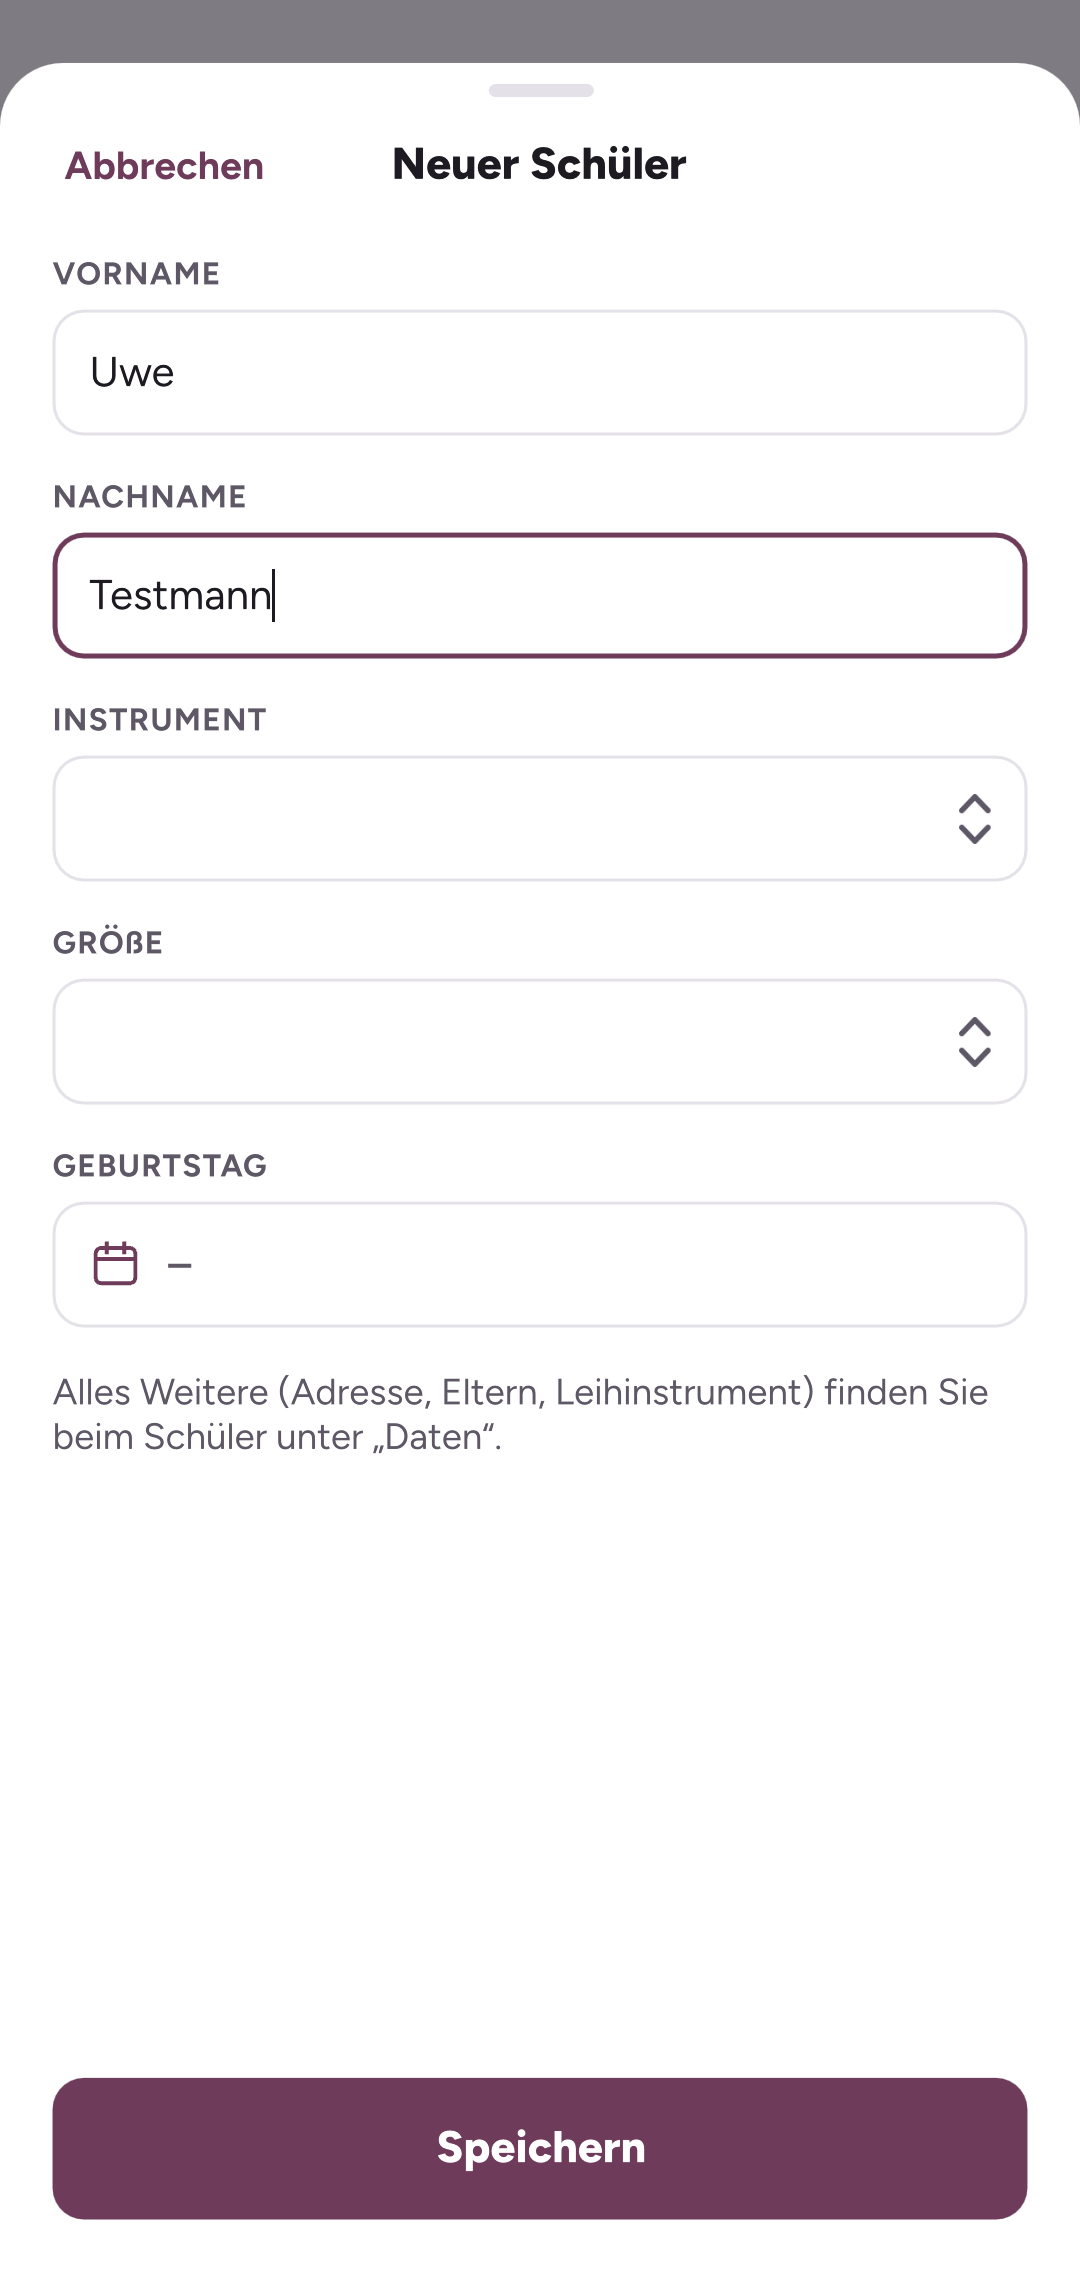 Abbrechen
Neuer Schüler
VORNAME
Uwe
NACHNAME
Testmann
INSTRUMENT
GRÖßE
GEBURTSTAG
–
Alles Weitere (Adresse, Eltern, Leihinstrument) finden Sie
beim Schüler unter „Daten“.
Speichern